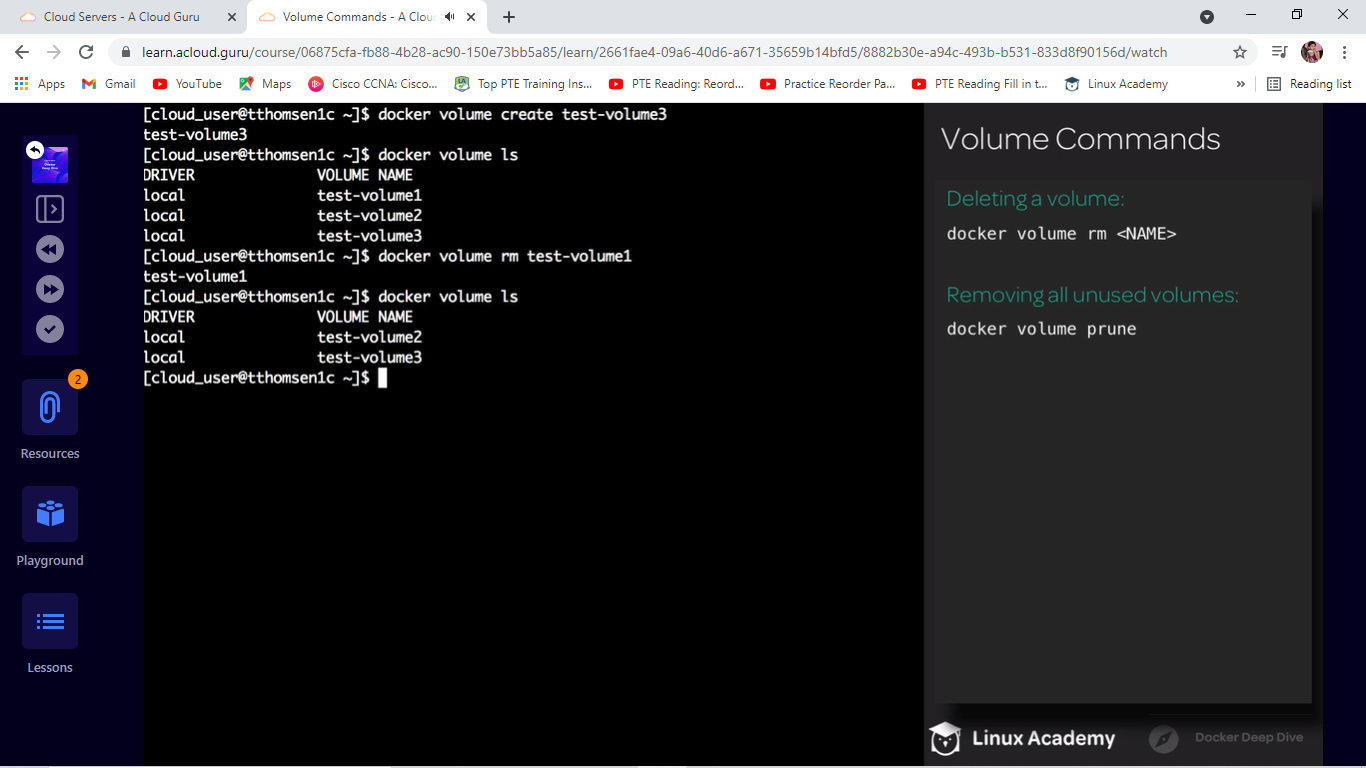 Cloud Servers - A Cloud Guru
Volume Commands - A Clou
learn.acloud.guru/course/06875cfa-fb88-4b28-ac90-150e73bb5a85/learn/2661fae4-09a6-40d6-a671-35659b14bfd5/8882b30e-a94c-493b-b531-833d8f90156d/watch
Apps Gmail YouTube Maps Cisco CCNA: Cisco... Top PTE Training Ins... PTE Reading: Reord... Practice Reorder Pa... PTE Reading Fill in t... Linux Academy » Reading list
[cloud_user@tthomsen1c ~]$ docker volume create test-volume3
test-volume3
[cloud_user@tthomsen1c ~]$ docker volume ls
DRIVER VOLUME NAME
local test-volume1
local test-volume2
local test-volume3
[cloud_user@tthomsen1c ~]$ docker volume rm test-volume1
test-volume1
[cloud_user@tthomsen1c ~]$ docker volume ls
DRIVER VOLUME NAME
local test-volume2
local test-volume3
[cloud_user@tthomsen1c ~]$
2
Resources
Playground
Lessons
Volume Commands
Deleting a volume:
docker volume rm <NAME>
Removing all unused volumes:
docker volume prune
Linux Academy
Docker Deep Dive